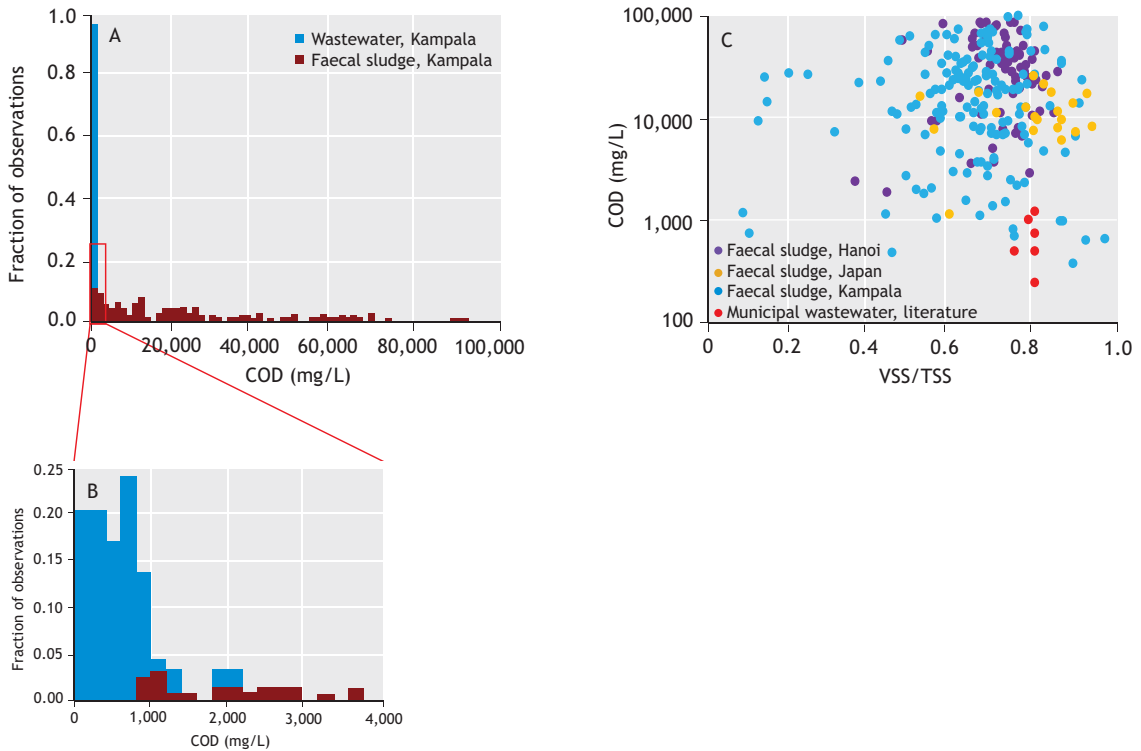 A
Wastewater, Kampala
Faecal sludge, Kampala
Fraction of observations
1.0
0.8
0.6
0.4
0.2
0.0
0
20,000
40,000
60,000
80,000
100,000
COD (mg/L)
B
Fraction of observations
0.25
0.20
0.15
0.10
0.05
0.00
0
1,000
2,000
3,000
4,000
COD (mg/L)
C
COD (mg/L)
100,000
10,000
1,000
100
Faecal sludge, Hanoi
Faecal sludge, Japan
Faecal sludge, Kampala
Municipal wastewater, literature
0
0.2
0.4
0.6
0.8
1.0
VSS/TSS